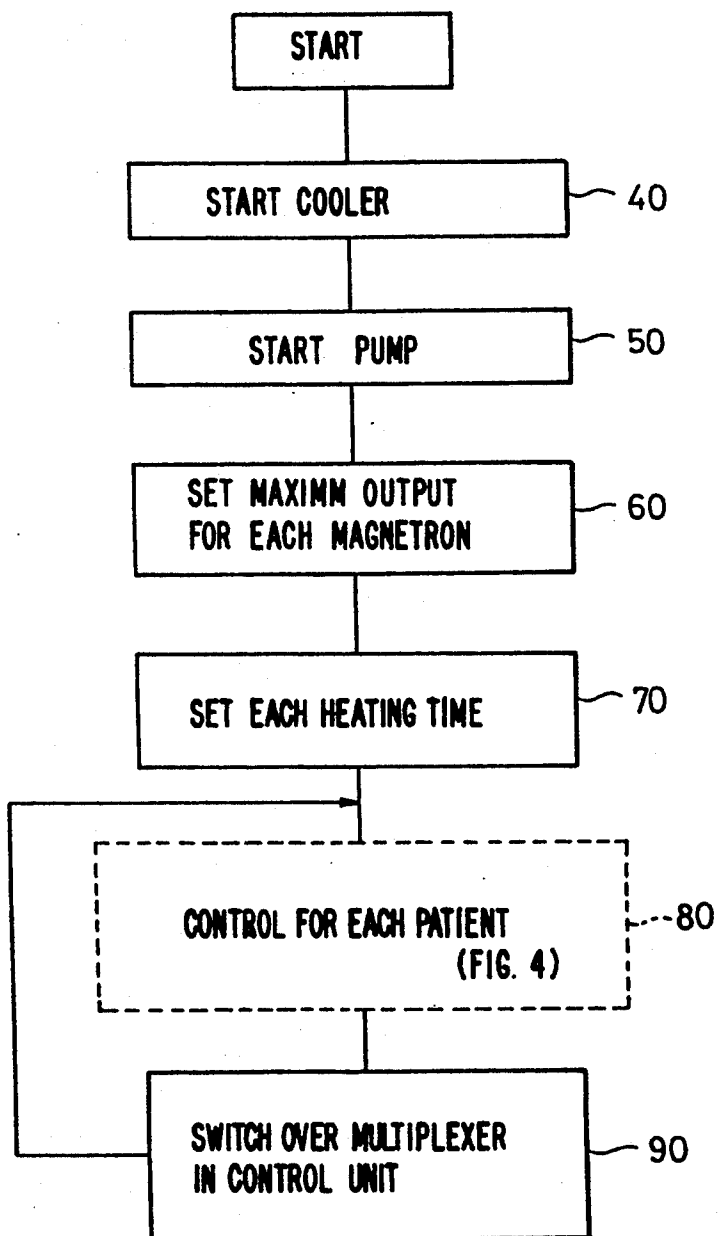 START
START COOLER
40
START PUMP
50
SET MAXIMM OUTPUT
FOR EACH MAGNETRON
60
SET EACH HEATING TIME
70
CONTROL FOR EACH PATIENT
(FIG. 4)
80
SWITCH OVER MULTIPLEXER
IN CONTROL UNIT
90